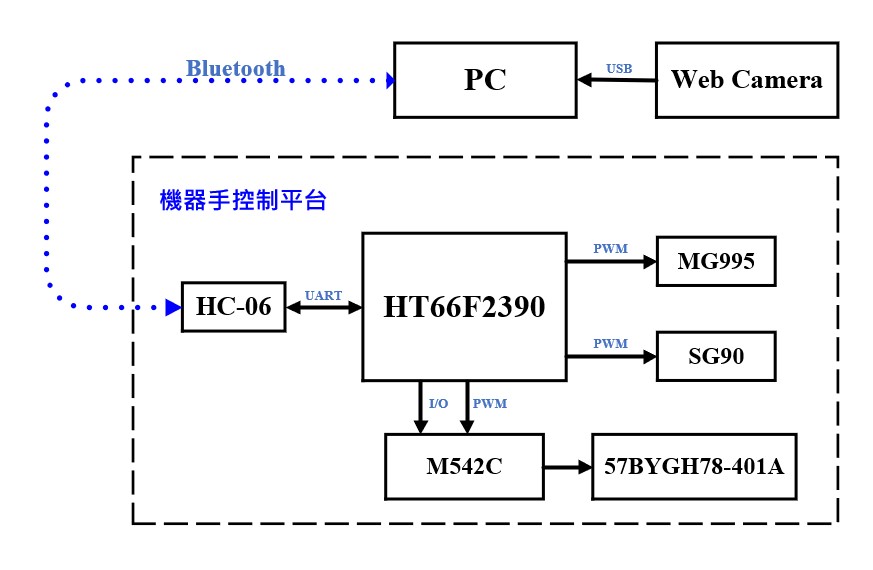 Bluetooth
PC
USB
Web Camera
機器手控制平台
HC-06
UART
HT66F2390
PWM
MG995
PWM
SG90
I/O
PWM
M542C
57BYGH78-401A